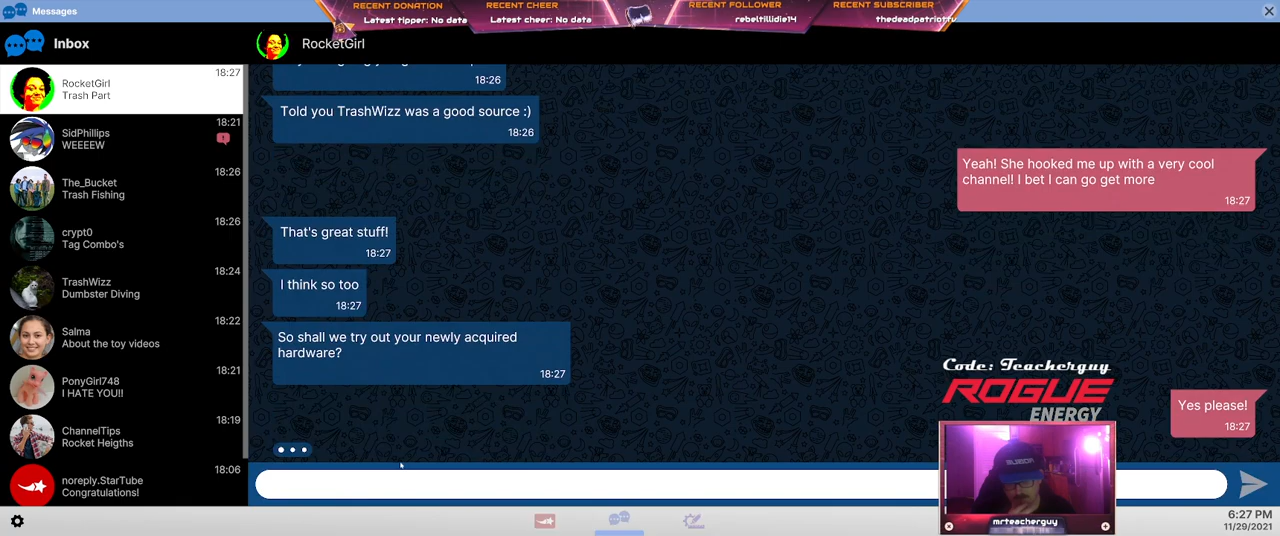 Messages
RECENT DONATION
Latest tipper: No data
RECENT CHEER
Latest cheer: No data
RECENT FOLLOWER
rebeltillidie14
RECENT SUBSCRIBER
thedeadpatriottv
Inbox
RocketGirl
RocketGirl
Trash Part
18:27
SidPhillips
WEEEEW
18:21
The_Bucket
Trash Fishing
18:26
crypt0
Tag Combo's
18:26
TrashWizz
Dumbster Diving
18:24
Salma
About the toy videos
18:22
PonyGirl748
I HATE YOU!!
18:21
ChannelTips
Rocket Heigths
18:19
noreply.StarTube
Congratulations!
18:06
18:26
Told you TrashWizz was a good source :)
18:26
Yeah! She hooked me up with a very cool
channel! I bet I can go get more
18:27
That's great stuff!
18:27
I think so too
18:27
So shall we try out your newly acquired
hardware?
18:27
Code: Teacherguy
ROGUE
ENERGY
Yes please!
18:27
mrteacherguy
6:27 PM
11/29/2021